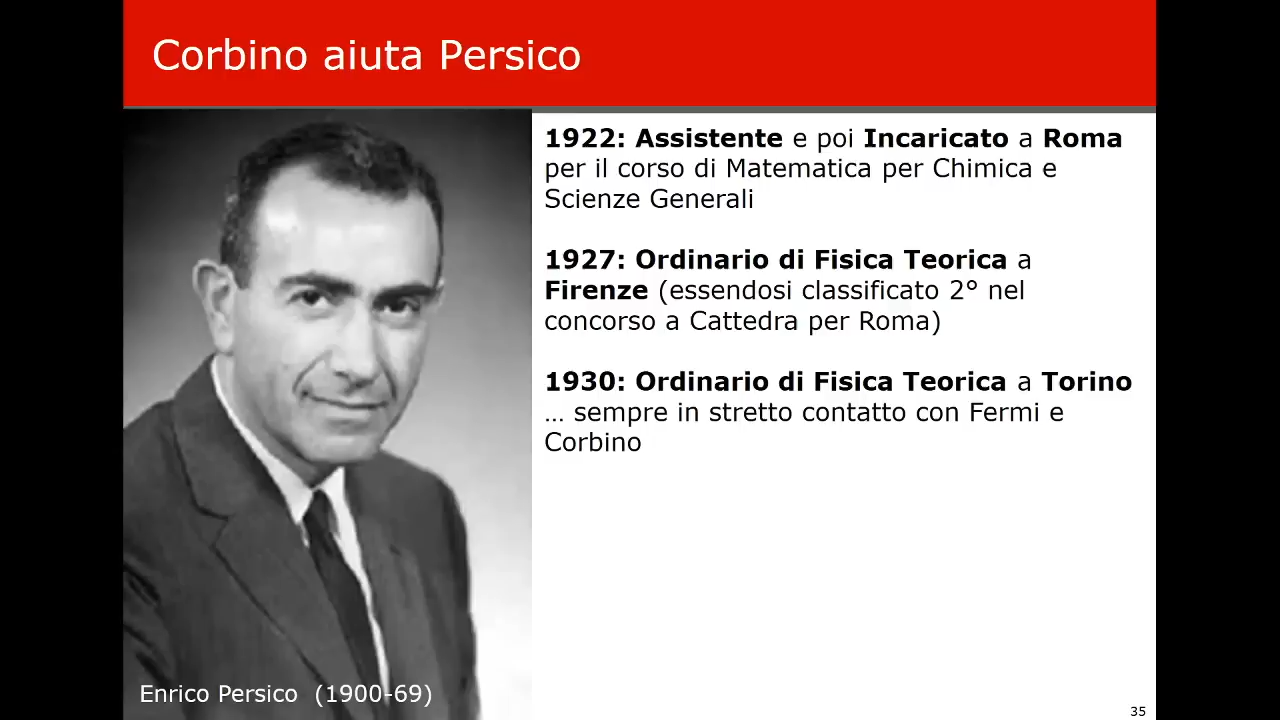 Corbino aiuta Persico
1922: Assistente e poi Incaricato a Roma
per il corso di Matematica per Chimica e
Scienze Generali
1927: Ordinario di Fisica Teorica a
Firenze (essendosi classificato 2° nel
concorso a Cattedra per Roma)
1930: Ordinario di Fisica Teorica a Torino
… sempre in stretto contatto con Fermi e
Corbino
Enrico Persico (1900-69)
35